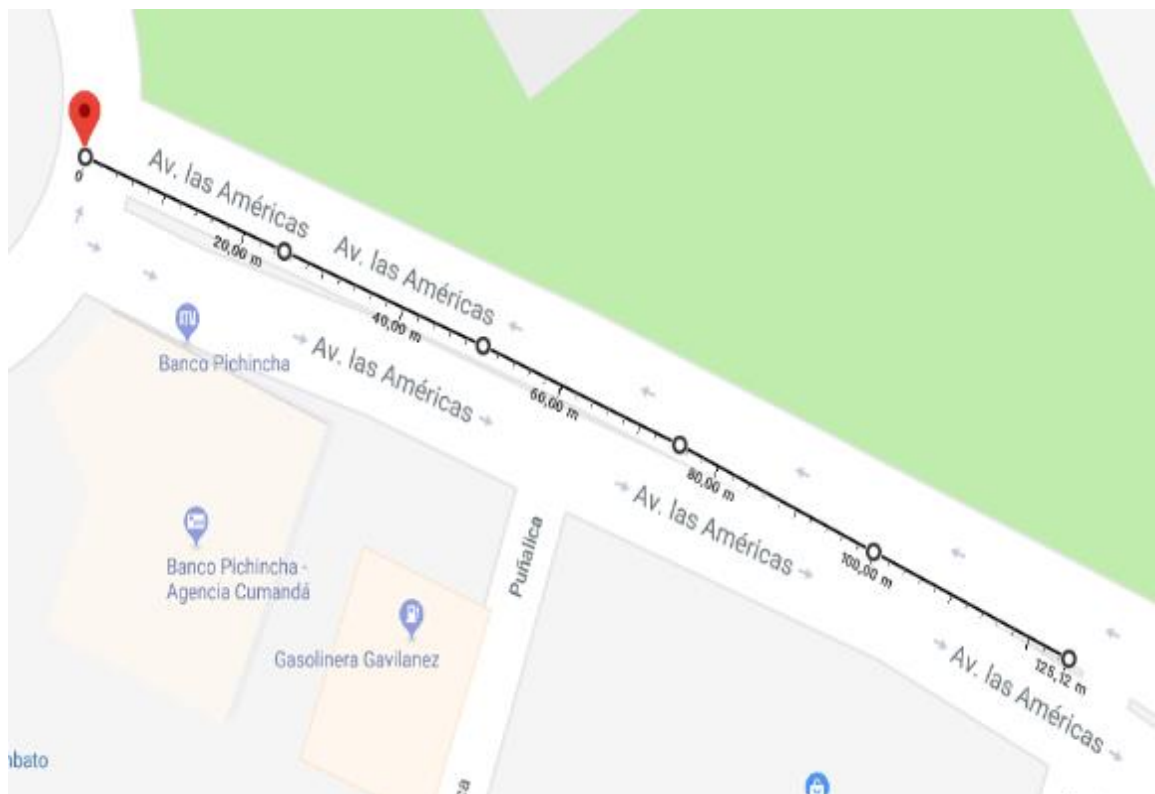 0
Av. las Américas
20,00 m
Av. las Américas
40,00 m
Banco Pichincha
Av. las Américas
60,00 m
80,00 m
Av. las Américas
100,00 m
Banco Pichincha -
Agencia Cumandá
Puñalica
Gasolinera Gavilanez
125,12 m
Av. las Américas
bato
ca